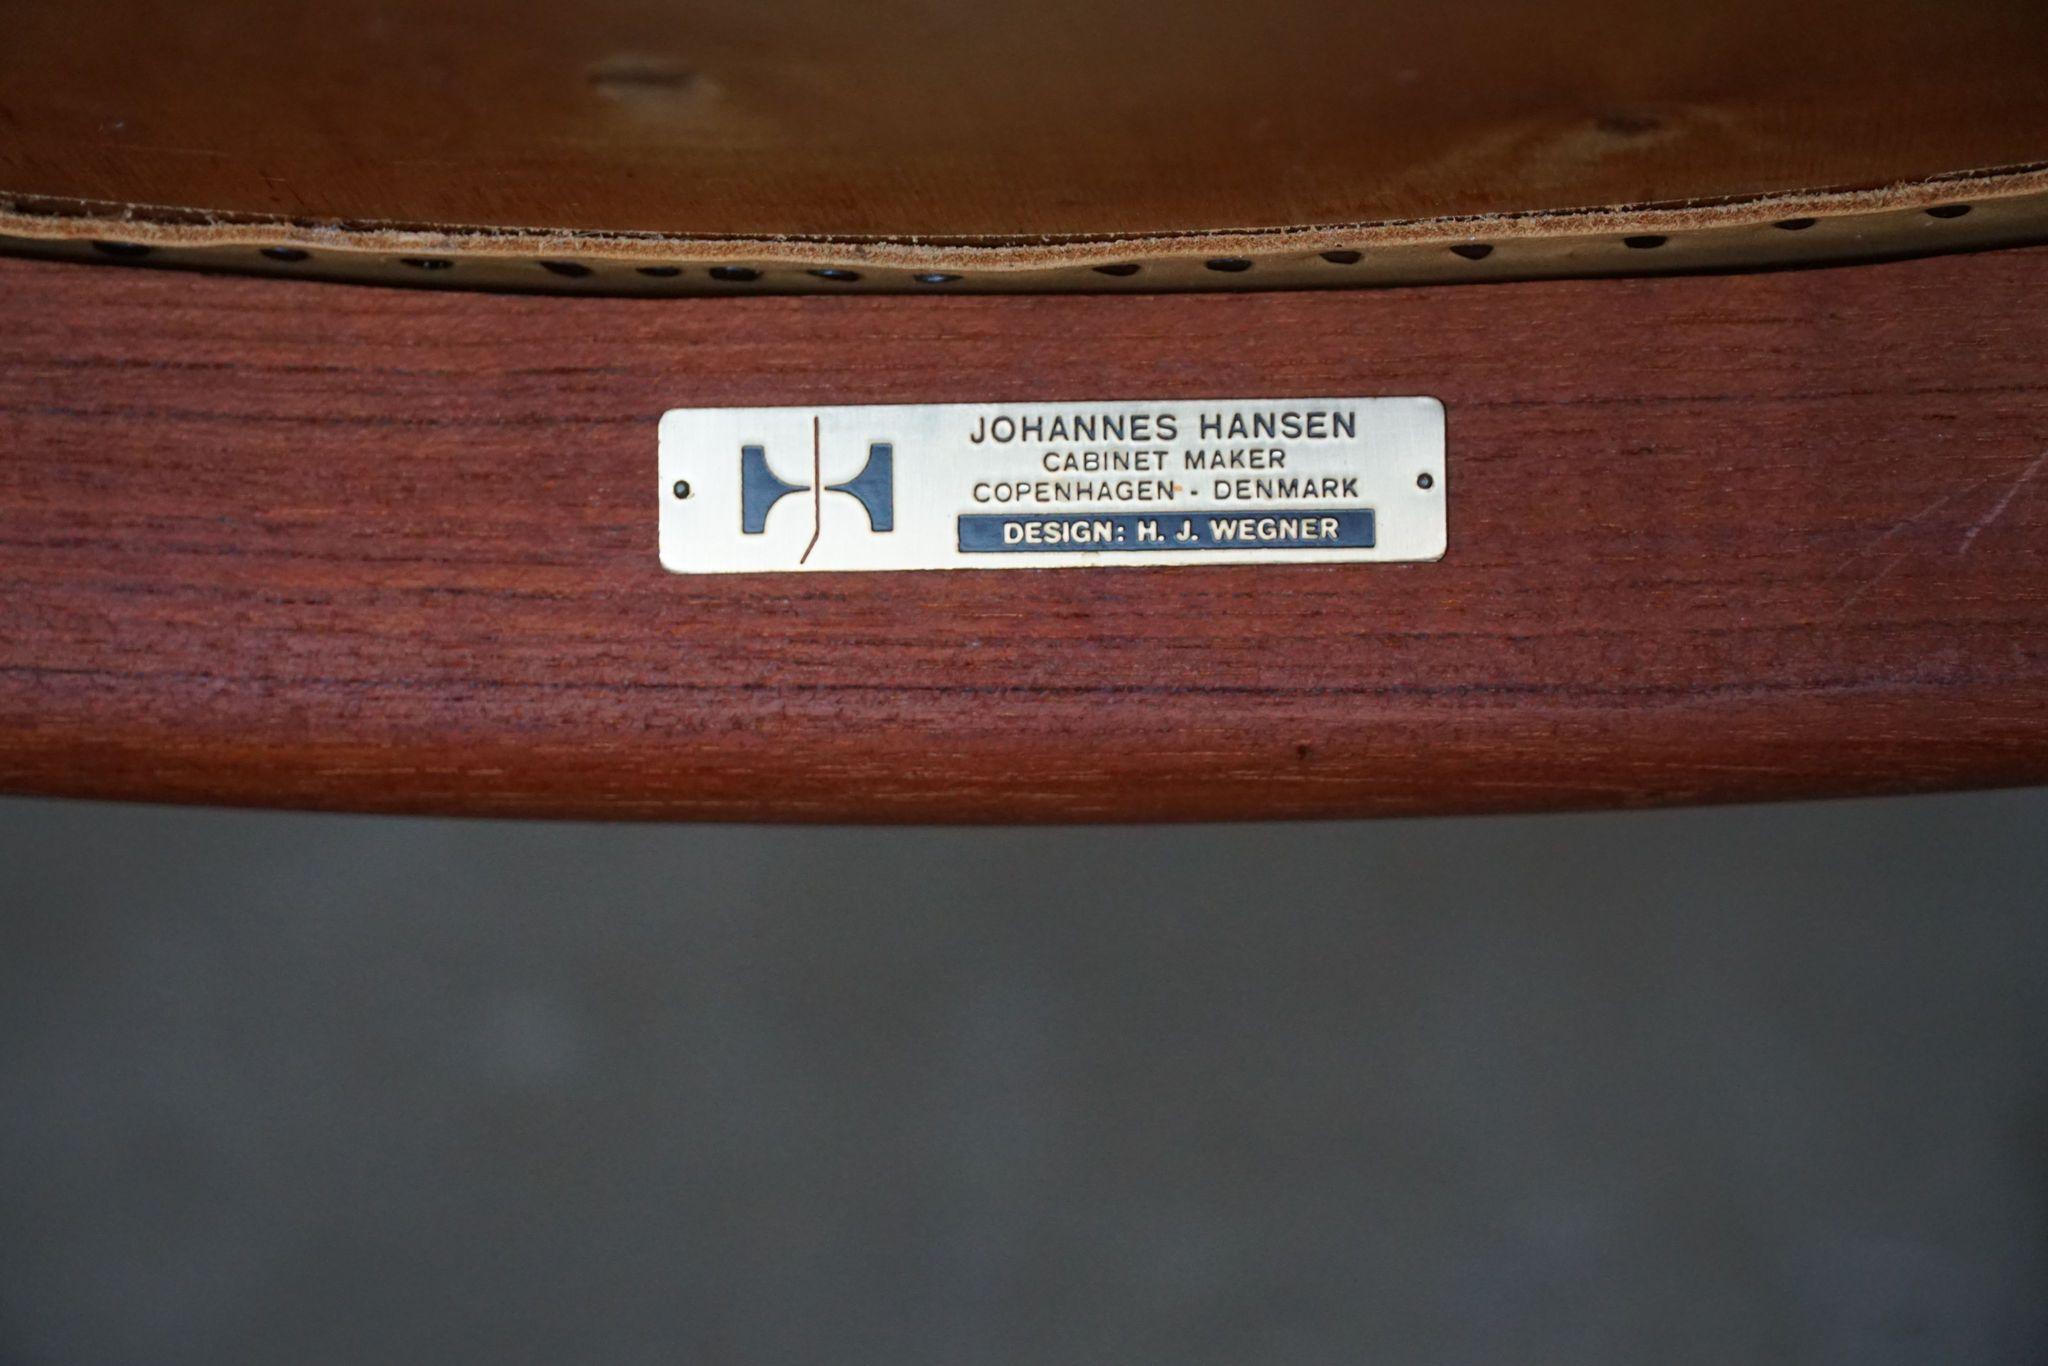 JOHANNES HANSEN
CABINET MAKER
COPENHAGEN - DENMARK
DESIGN: H. J. WEGNER